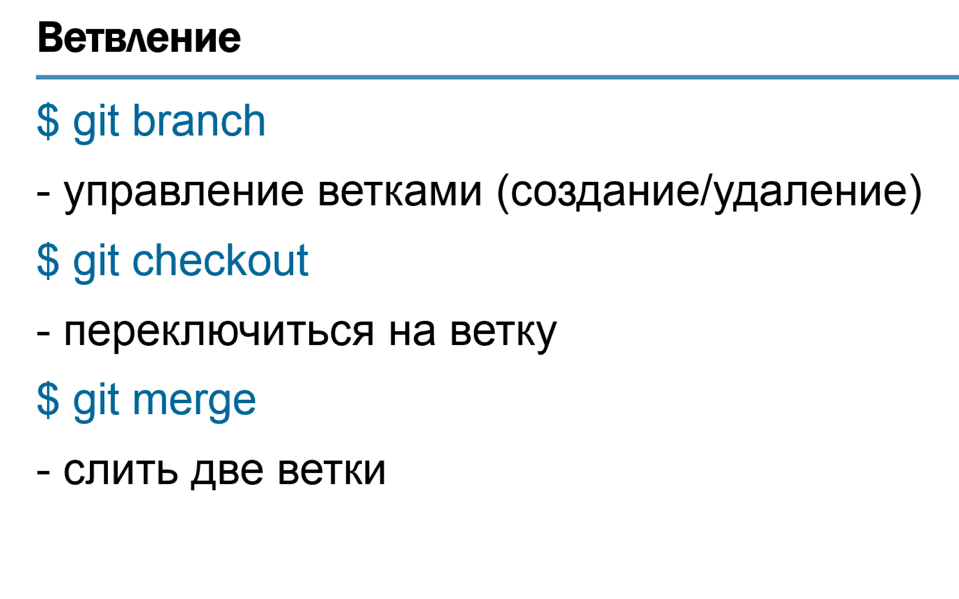 Ветвление
$ git branch
- управление ветками (создание/удаление)
$ git checkout
- переключиться на ветку
$ git merge
- слить две ветки